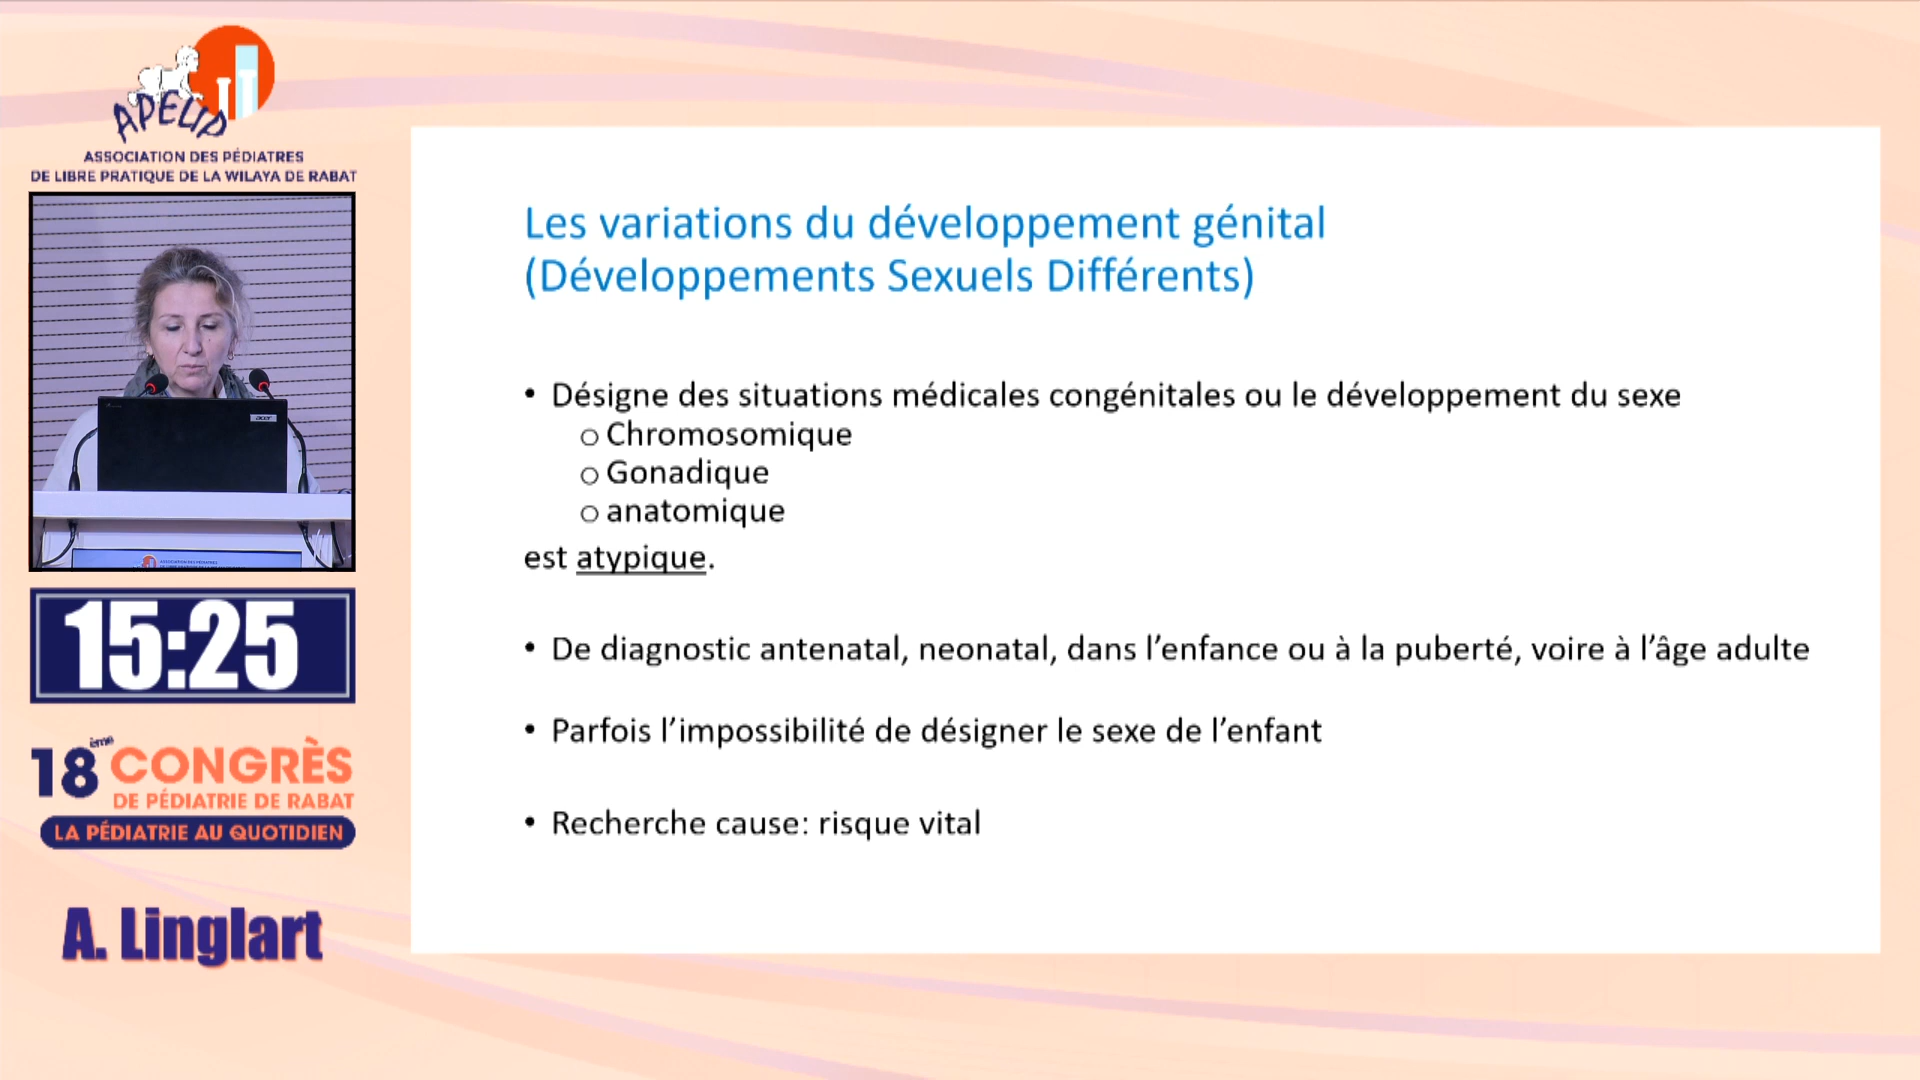 APELIP
ASSOCIATION DES PÉDIATRES
DE LIBRE PRATIQUE DE LA WILAYA DE RABAT
acer
15:25
18ème CONGRÈS
DE PÉDIATRIE DE RABAT
LA PÉDIATRIE AU QUOTIDIEN
A. Linglart
Les variations du développement génital
(Développements Sexuels Différents)
• Désigne des situations médicales congénitales ou le développement du sexe
o Chromosomique
o Gonadique
o anatomique
est atypique.
• De diagnostic antenatal, neonatal, dans l’enfance ou à la puberté, voire à l’âge adulte
• Parfois l’impossibilité de désigner le sexe de l’enfant
• Recherche cause: risque vital